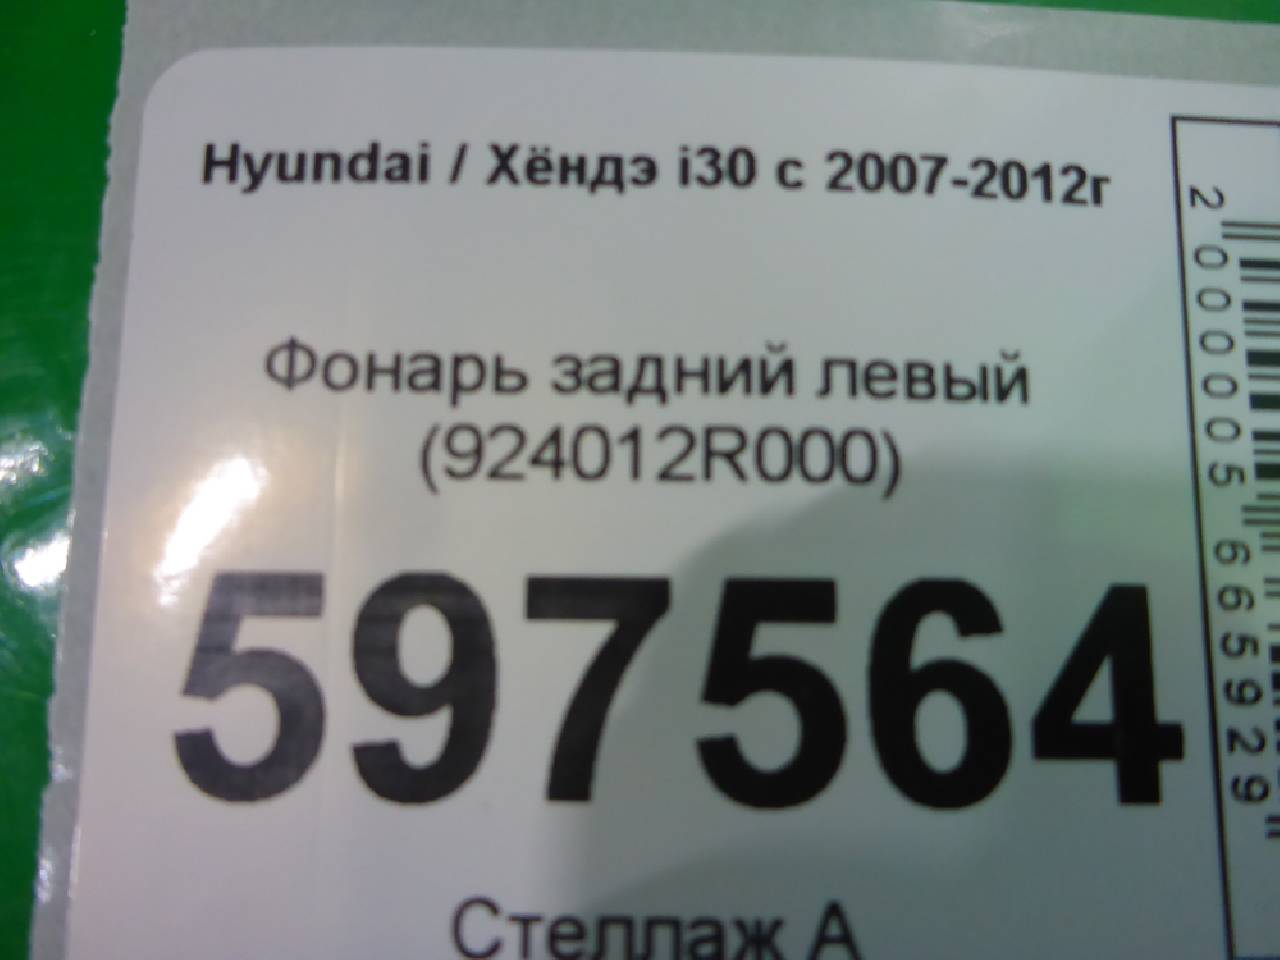 Hyundai / Хёндэ i30 с 2007-2012г
Фонарь задний левый
(924012R000)
597564
Стеллаж А
2000005665929